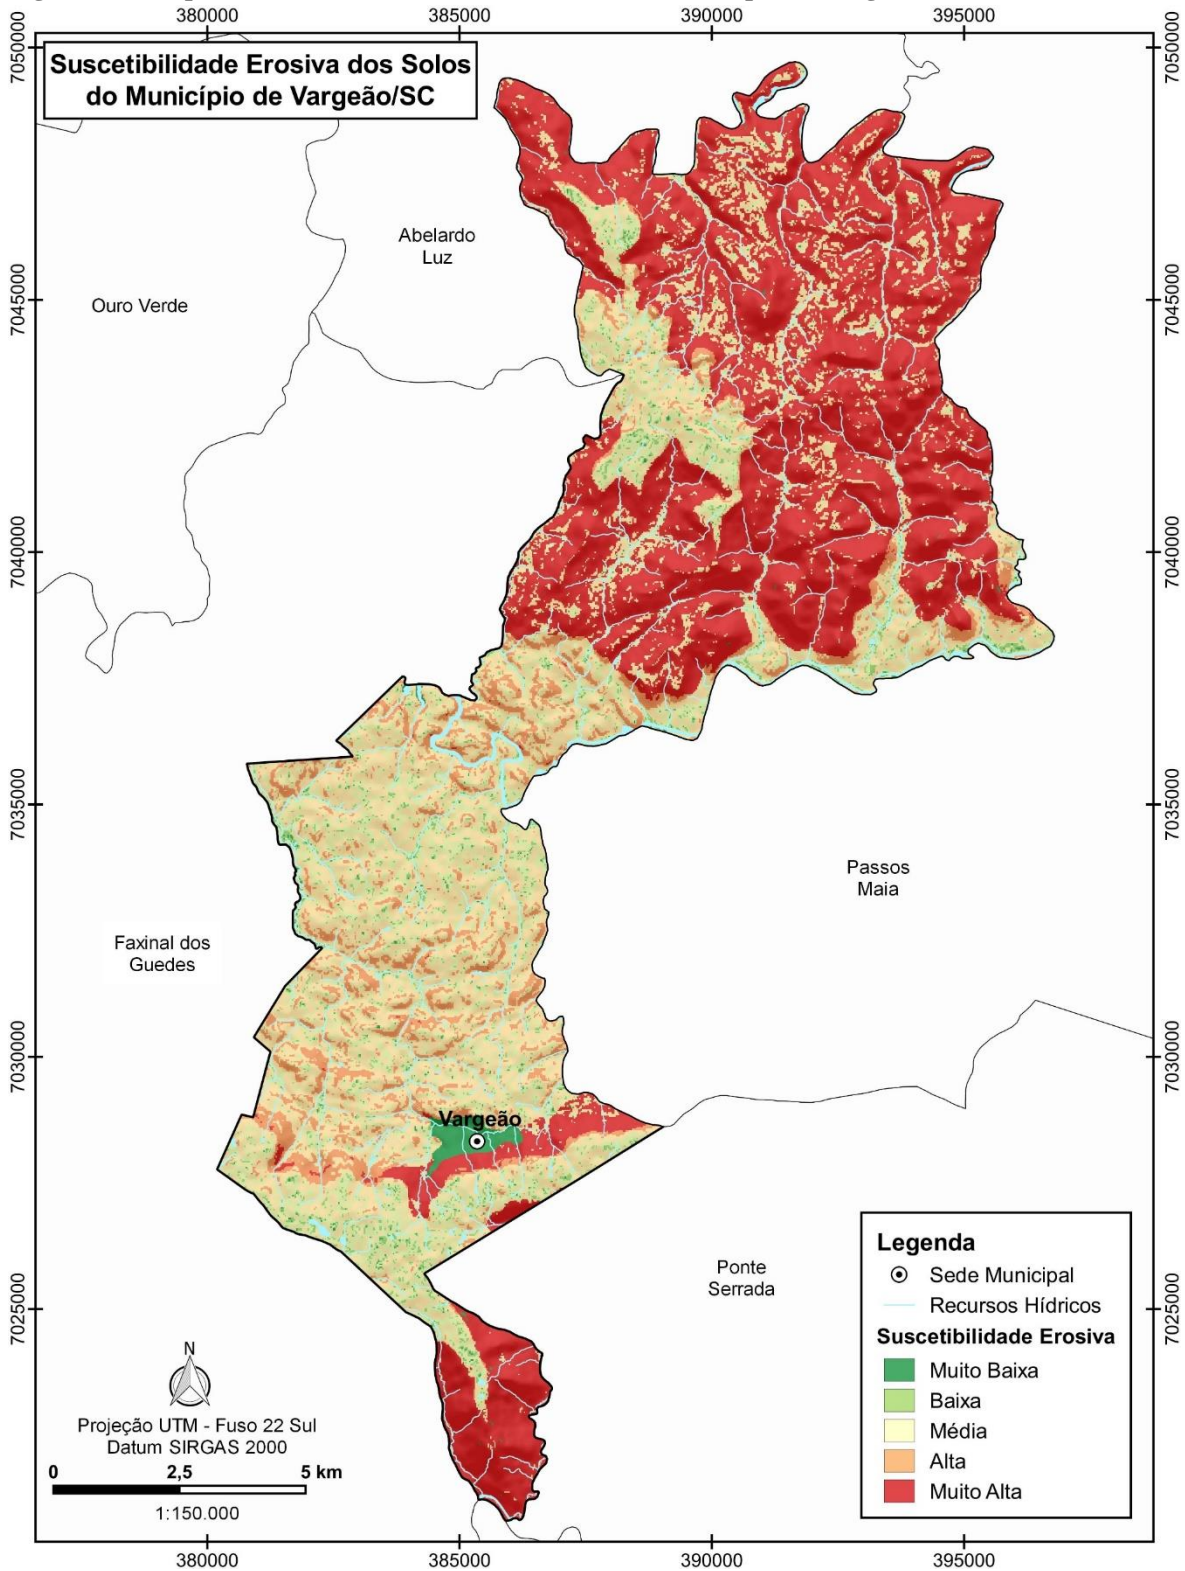 380000
385000
390000
395000
7050000
7050000
Suscetibilidade Erosiva dos Solos
do Município de Vargeão/SC
Abelardo
Luz
Ouro Verde
7045000
7045000
7040000
7040000
7035000
7035000
Passos
Maia
Faxinal dos
Guedes
7030000
7030000
Vargeão
Ponte
Serrada
7025000
7025000
Legenda
Sede Municipal
Recursos Hídricos
Suscetibilidade Erosiva
Muito Baixa
Baixa
Média
Alta
Muito Alta
N
Projeção UTM - Fuso 22 Sul
Datum SIRGAS 2000
0 2,5 5 km
1:150.000
380000
385000
390000
395000